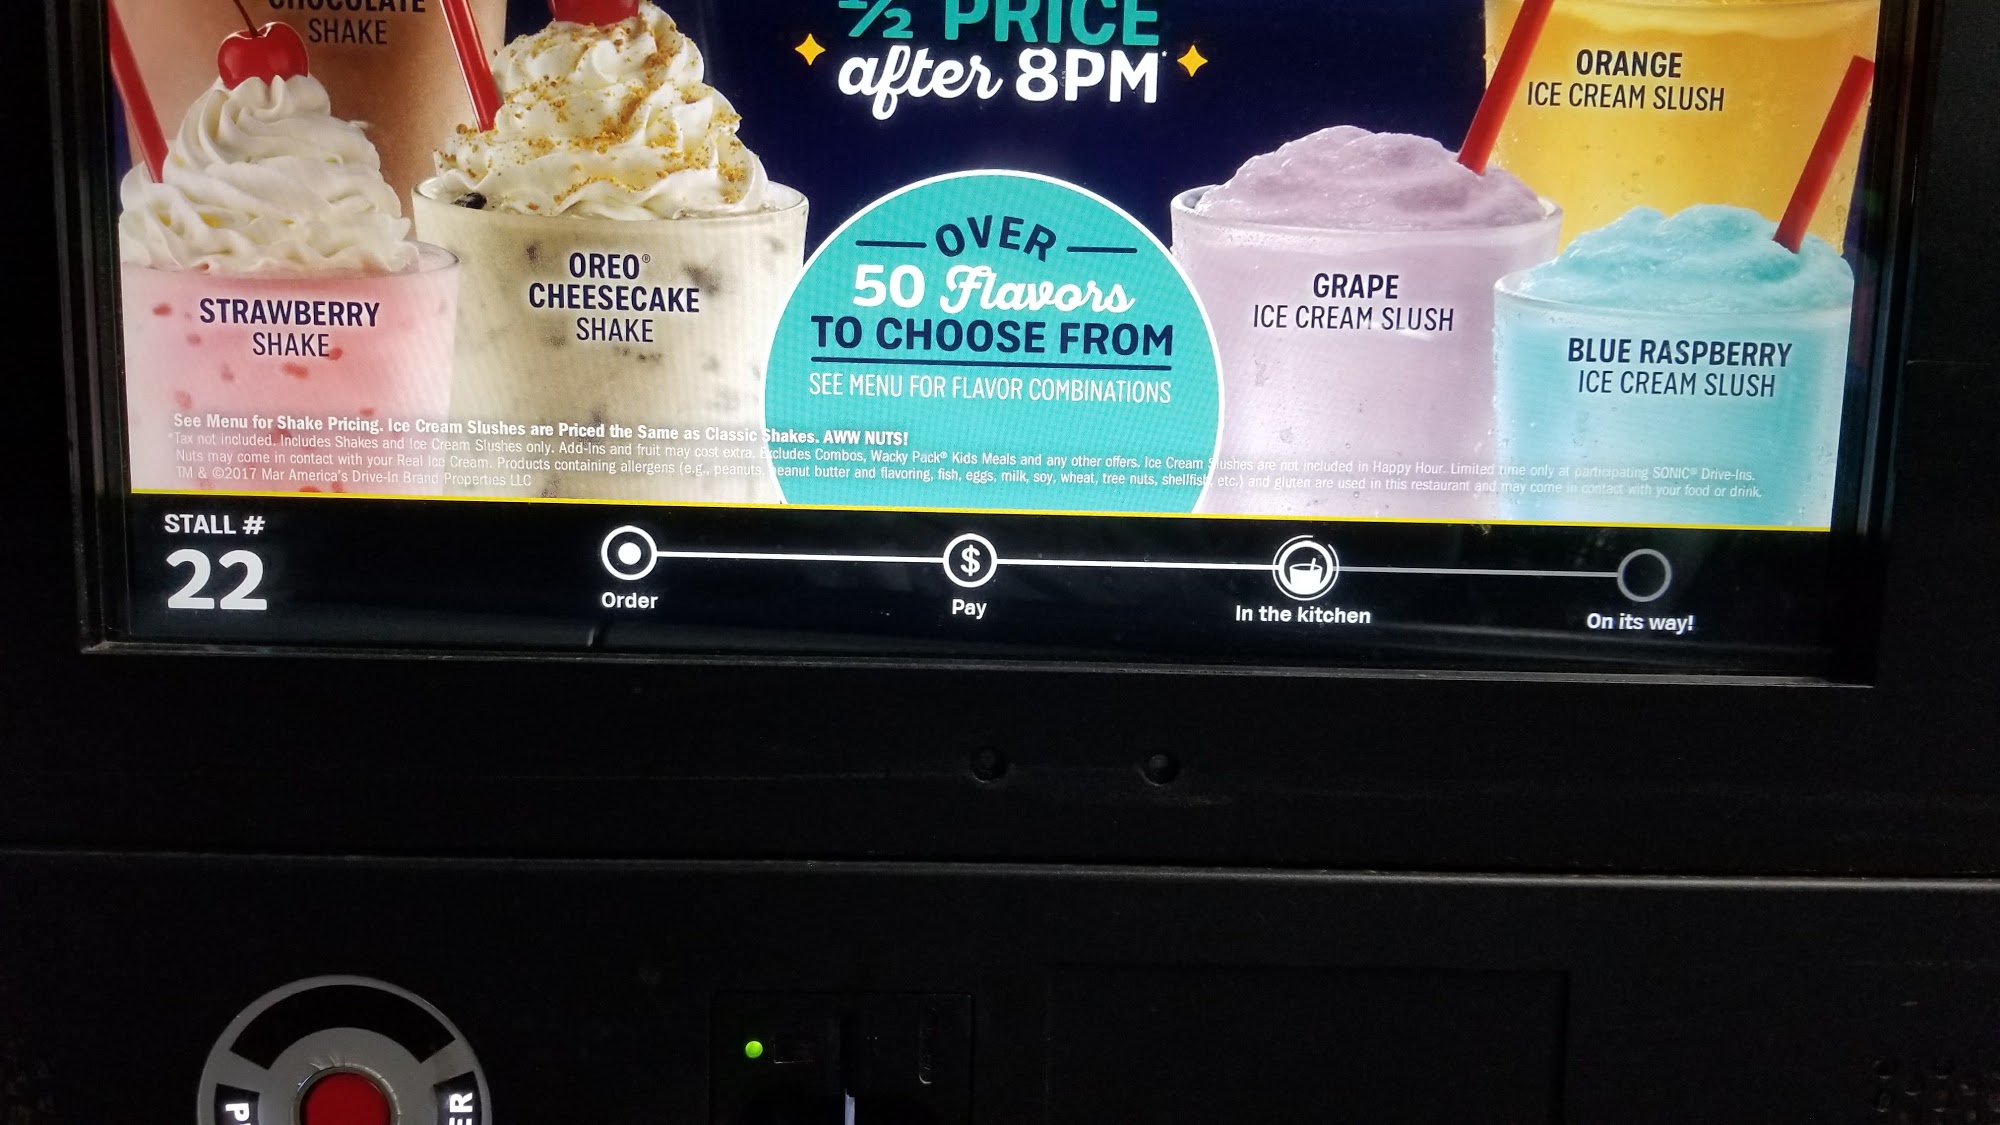 CHOCOLATE
SHAKE
1/2 PRICE
after 8PM*
ORANGE
ICE CREAM SLUSH
STRAWBERRY
SHAKE
OREO®
CHEESECAKE
SHAKE
OVER
50 Flavors
TO CHOOSE FROM
SEE MENU FOR FLAVOR COMBINATIONS
GRAPE
ICE CREAM SLUSH
BLUE RASPBERRY
ICE CREAM SLUSH
See Menu for Shake Pricing. Ice Cream Slushes are Priced the Same as Classic Shakes. AWW NUTS!
*Tax not included. Includes Shakes and Ice Cream Slushes only. Add-Ins and fruit may cost extra. Excludes Combos, Wacky Pack® Kids Meals and any other offers. Ice Cream Slushes are not included in Happy Hour. Limited time only at participating SONIC® Drive-Ins.
Nuts may come in contact with your Real Ice Cream. Products containing allergens (e.g., peanuts, peanut butter and flavoring, fish, eggs, milk, soy, wheat, tree nuts, shellfish, etc.) and gluten are used in this restaurant and may come in contact with your food or drink.
TM & ©2017 Mar America's Drive-In Brand Properties LLC
STALL #
22
Order
Pay
In the kitchen
On its way!